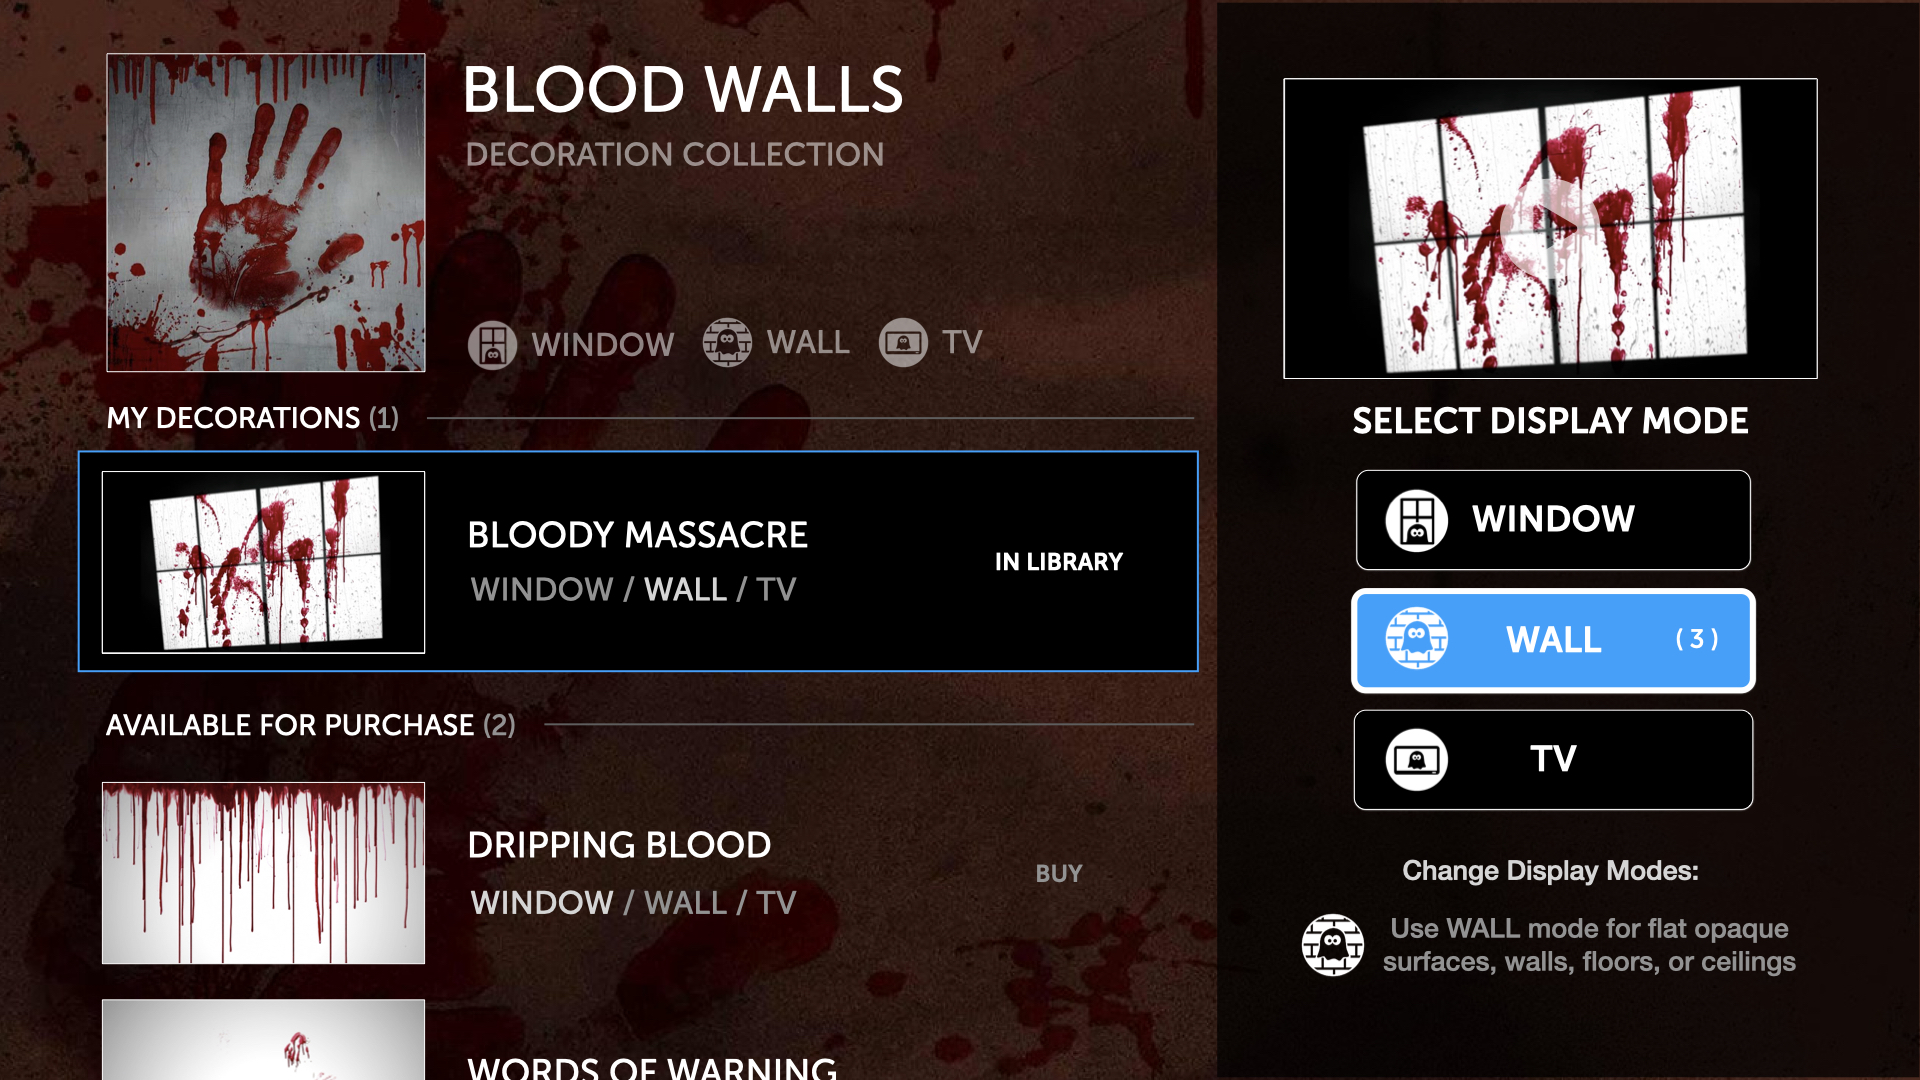 BLOOD WALLS
DECORATION COLLECTION
WINDOW WALL TV
MY DECORATIONS (1)
BLOODY MASSACRE
WINDOW / WALL / TV
IN LIBRARY
AVAILABLE FOR PURCHASE (2)
DRIPPING BLOOD
WINDOW / WALL / TV
BUY
WORDS OF WARNING
SELECT DISPLAY MODE
WINDOW
WALL (3)
TV
Change Display Modes:
Use WALL mode for flat opaque
surfaces, walls, floors, or ceilings